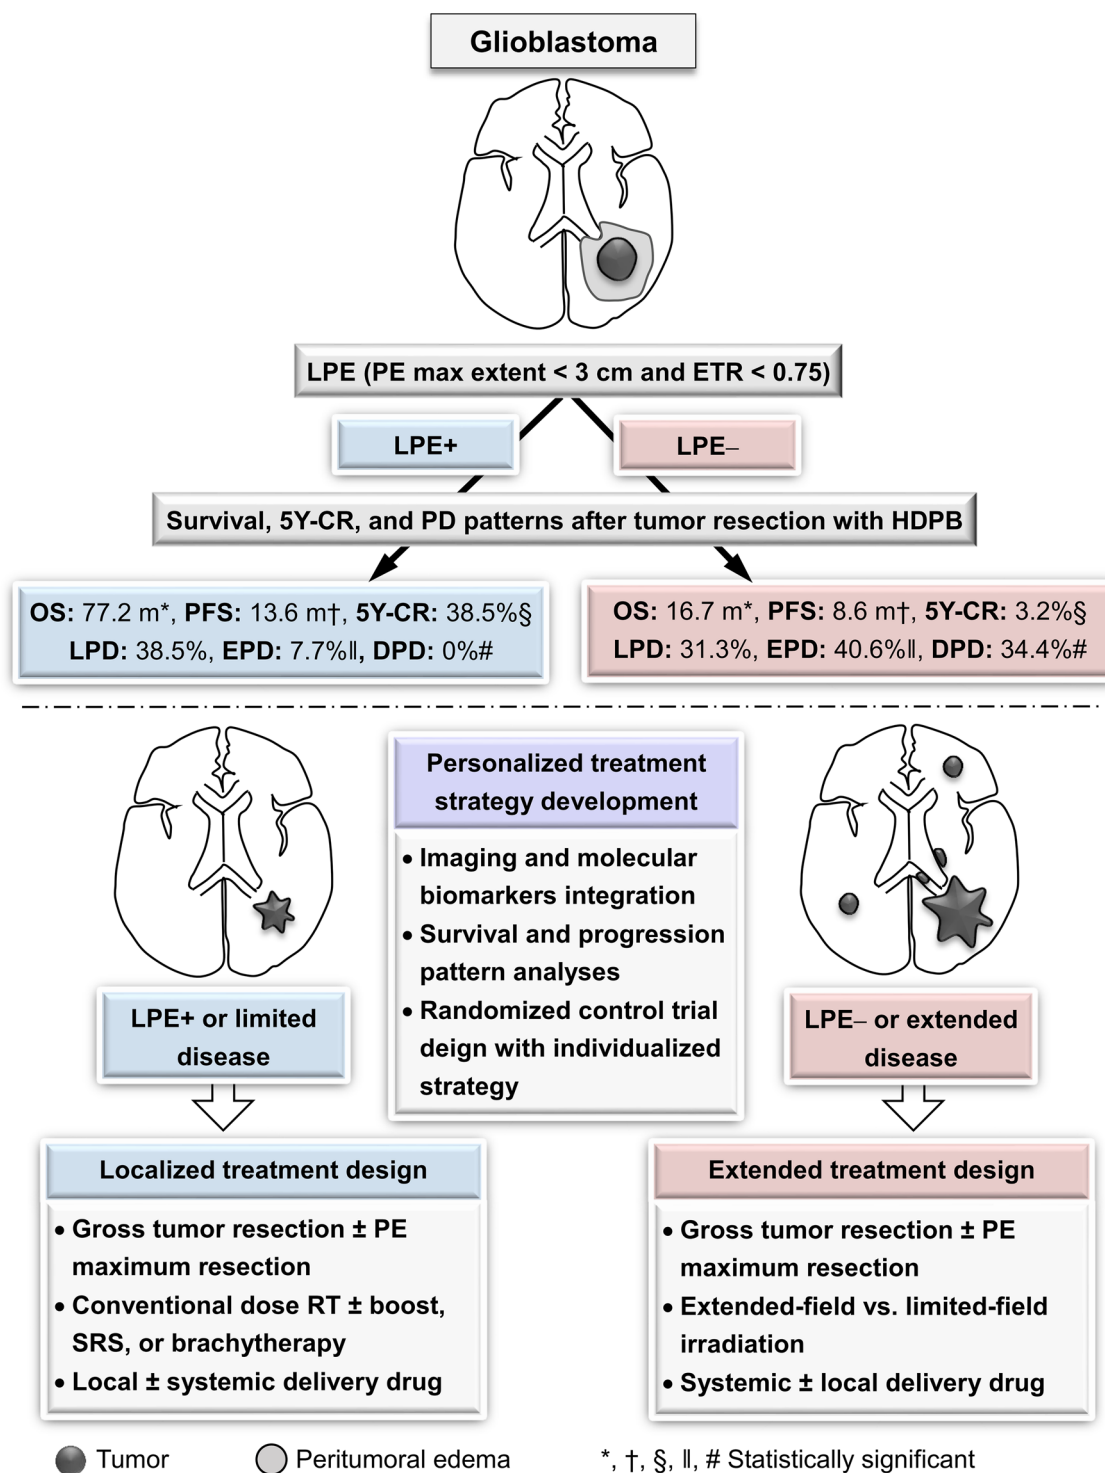 Glioblastoma
LPE (PE max extent < 3 cm and ETR < 0.75)
LPE+
LPE–
Survival, 5Y-CR, and PD patterns after tumor resection with HDPB
OS: 77.2 m*, PFS: 13.6 m†, 5Y-CR: 38.5%§
LPD: 38.5%, EPD: 7.7%‖, DPD: 0%#
OS: 16.7 m*, PFS: 8.6 m†, 5Y-CR: 3.2%§
LPD: 31.3%, EPD: 40.6%‖, DPD: 34.4%#
Personalized treatment
strategy development
• Imaging and molecular
biomarkers integration
• Survival and progression
pattern analyses
• Randomized control trial
deign with individualized
strategy
LPE+ or limited
disease
LPE– or extended
disease
Localized treatment design
• Gross tumor resection ± PE
maximum resection
• Conventional dose RT ± boost,
SRS, or brachytherapy
• Local ± systemic delivery drug
Extended treatment design
• Gross tumor resection ± PE
maximum resection
• Extended-field vs. limited-field
irradiation
• Systemic ± local delivery drug
Tumor
Peritumoral edema
*, †, §, ‖, # Statistically significant